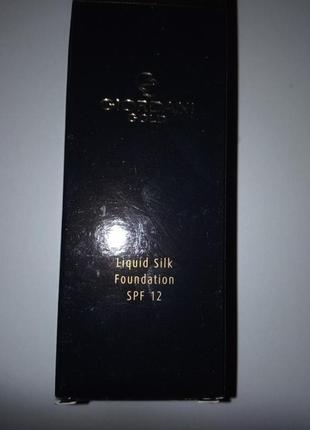 GIORDANI
GOLD
Liquid Silk
Foundation
SPF 12